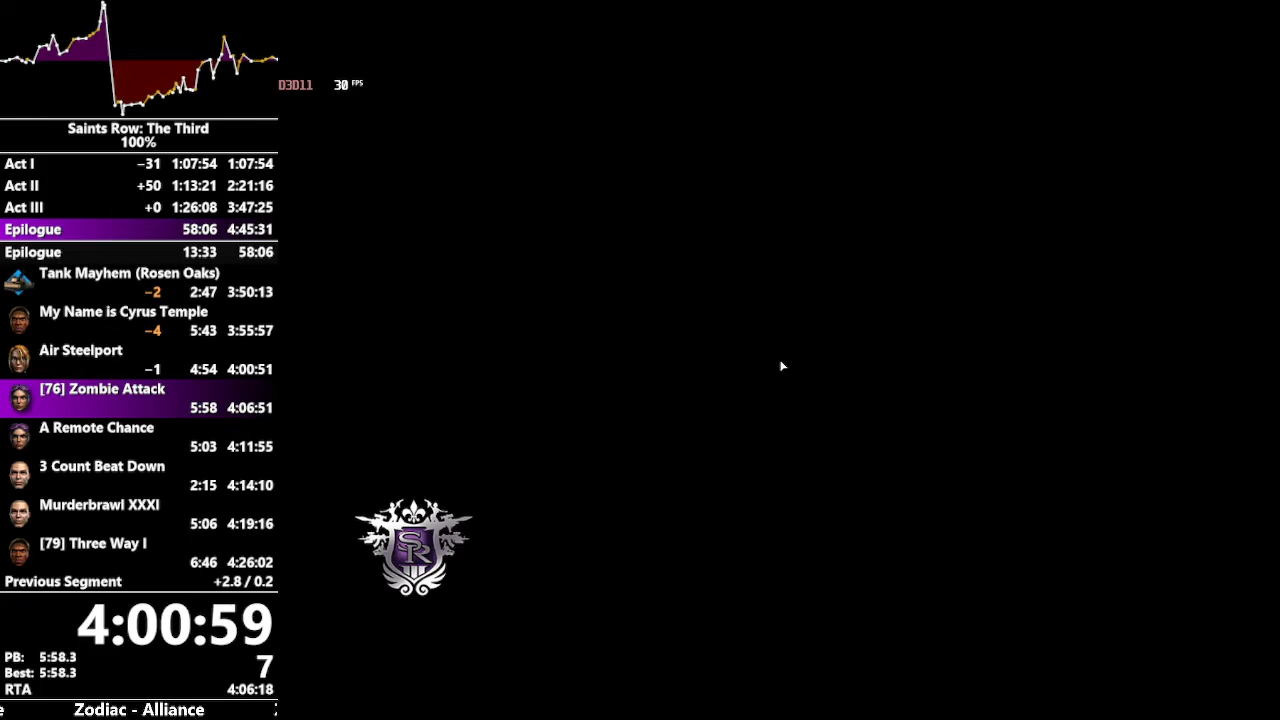 D3D11 30 FPS
Saints Row: The Third
100%
Act I −31 1:07:54 1:07:54
Act II +50 1:13:21 2:21:16
Act III +0 1:26:08 3:47:25
Epilogue 58:06 4:45:31
Epilogue 13:33 58:06
Tank Mayhem (Rosen Oaks)
−2 2:47 3:50:13
My Name is Cyrus Temple
−4 5:43 3:55:57
Air Steelport
−1 4:54 4:00:51
[76] Zombie Attack
5:58 4:06:51
A Remote Chance
5:03 4:11:55
3 Count Beat Down
2:15 4:14:10
Murderbrawl XXXI
5:06 4:19:16
[79] Three Way I
6:46 4:26:02
Previous Segment +2.8 / 0.2
4:00:59
PB: 5:58.3
7
Best: 5:58.3
RTA 4:06:18
e Zodiac - Alliance
SR